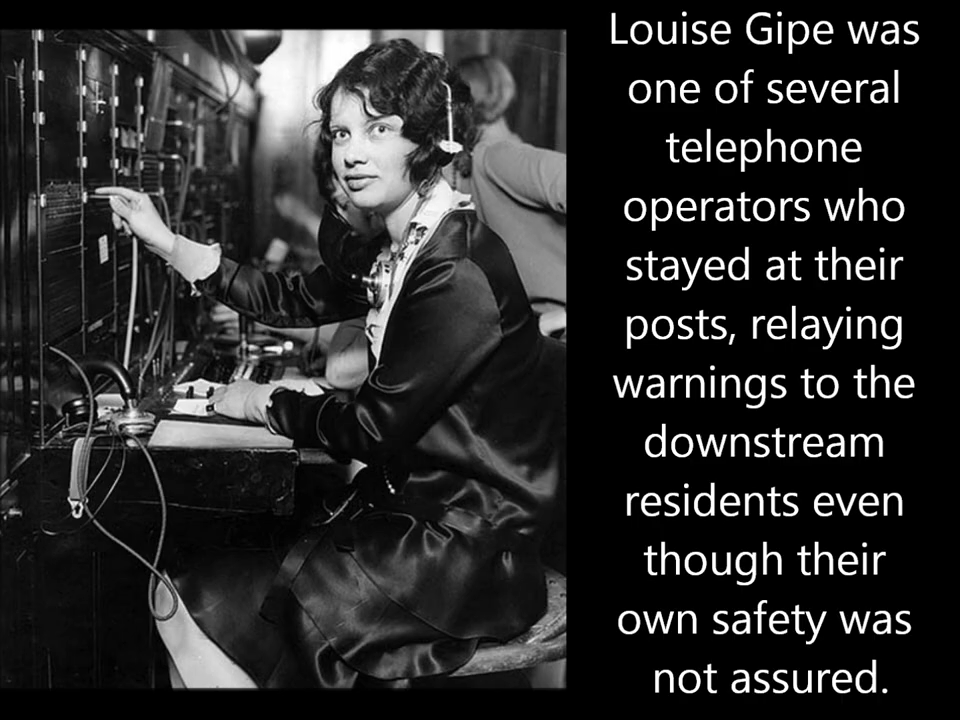 Louise Gipe was
one of several
telephone
operators who
stayed at their
posts, relaying
warnings to the
downstream
residents even
though their
own safety was
not assured.